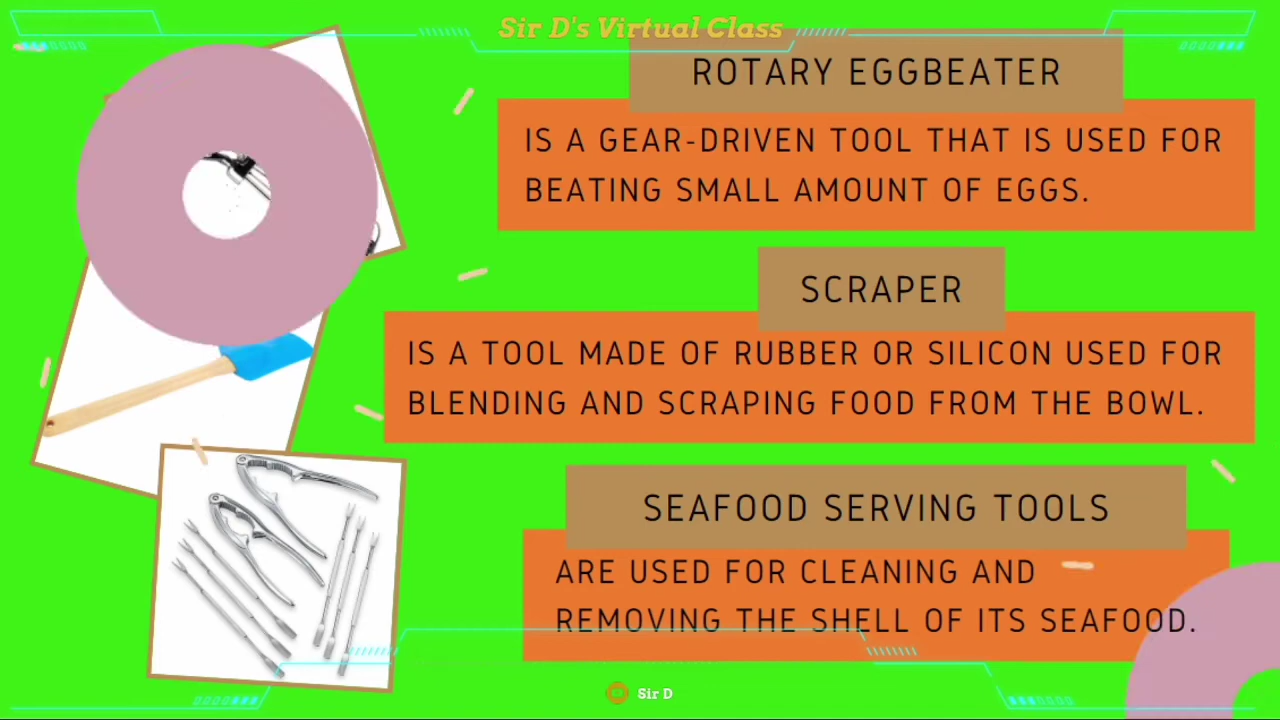 Sir D's Virtual Class
ROTARY EGGBEATER
IS A GEAR-DRIVEN TOOL THAT IS USED FOR
BEATING SMALL AMOUNT OF EGGS.
SCRAPER
IS A TOOL MADE OF RUBBER OR SILICON USED FOR
BLENDING AND SCRAPING FOOD FROM THE BOWL.
SEAFOOD SERVING TOOLS
ARE USED FOR CLEANING AND
REMOVING THE SHELL OF ITS SEAFOOD.
Sir D